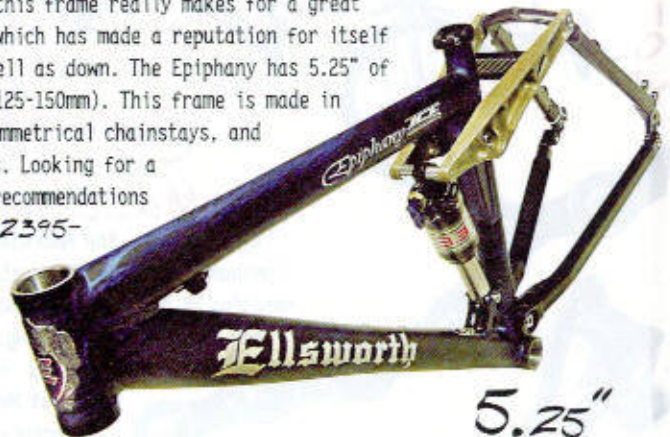 this frame really makes for a great
which has made a reputation for itself
ell as down. The Epiphany has 5.25" of
125-150mm). This frame is made in
mmetrical chainstays, and
. Looking for a
recommendations
2395-
Epiphany
Ellsworth
5.25"